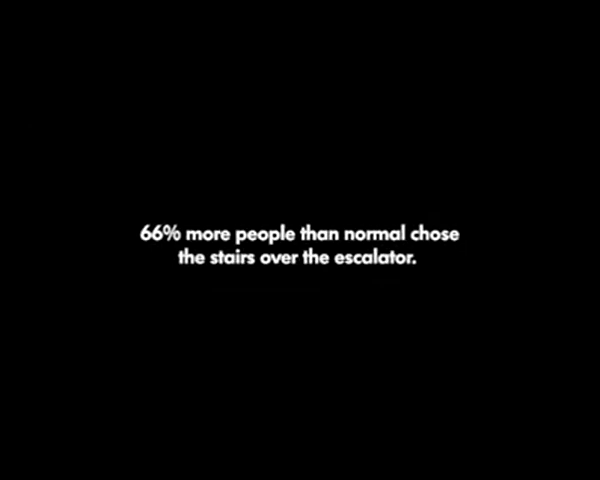 66% more people than normal chose
the stairs over the escalator.